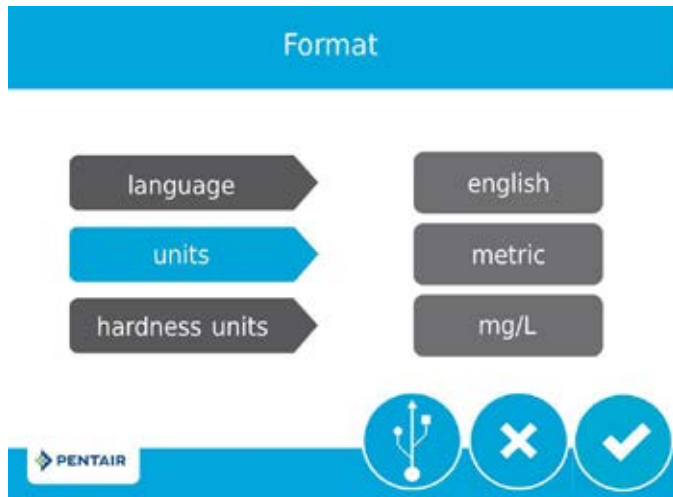 Format
language
english
units
metric
hardness units
mg/L
PENTAIR